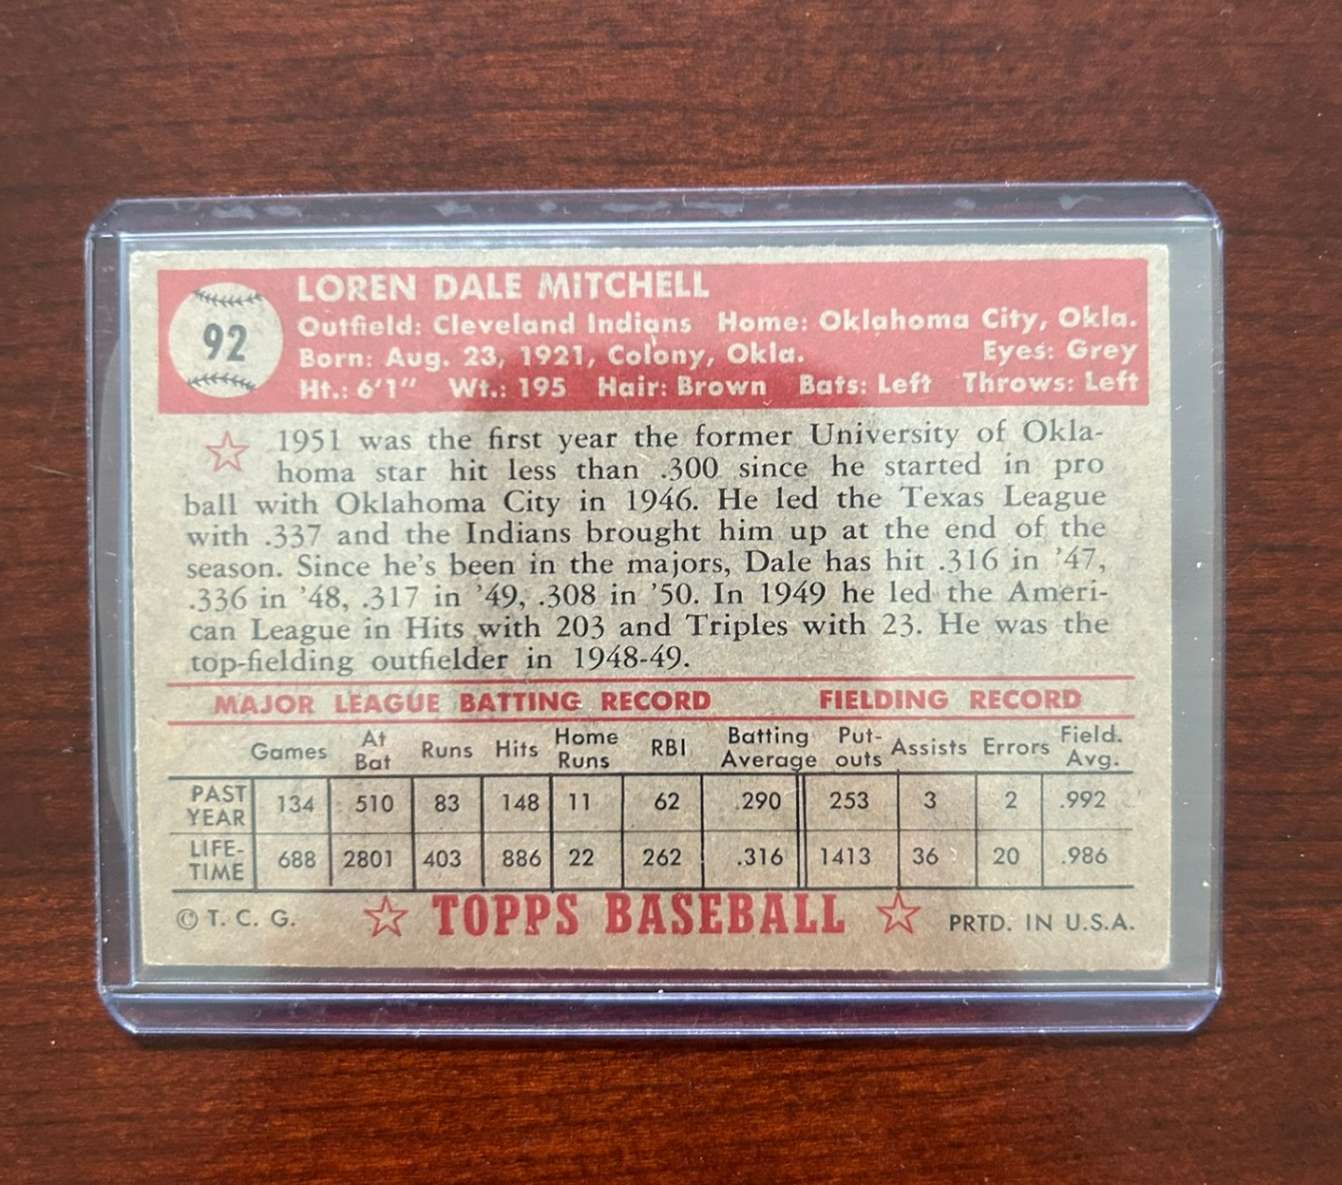 92
LOREN DALE MITCHELL
Outfield: Cleveland Indians Home: Oklahoma City, Okla.
Born: Aug. 23, 1921, Colony, Okla. Eyes: Grey
Ht.: 6'1" Wt.: 195 Hair: Brown Bats: Left Throws: Left
1951 was the first year the former University of Okla-
homa star hit less than .300 since he started in pro
ball with Oklahoma City in 1946. He led the Texas League
with .337 and the Indians brought him up at the end of the
season. Since he's been in the majors, Dale has hit .316 in '47,
.336 in '48, .317 in '49, .308 in '50. In 1949 he led the Ameri-
can League in Hits with 203 and Triples with 23. He was the
top-fielding outfielder in 1948-49.
MAJOR LEAGUE BATTING RECORD FIELDING RECORD
Games At Bat Runs Hits Home Runs RBI Batting Average Put-outs Assists Errors Field. Avg.
PAST YEAR 134 510 83 148 11 62 .290 253 3 2 .992
LIFE-TIME 688 2801 403 886 22 262 .316 1413 36 20 .986
© T. C. G. TOPPS BASEBALL PRTD. IN U.S.A.